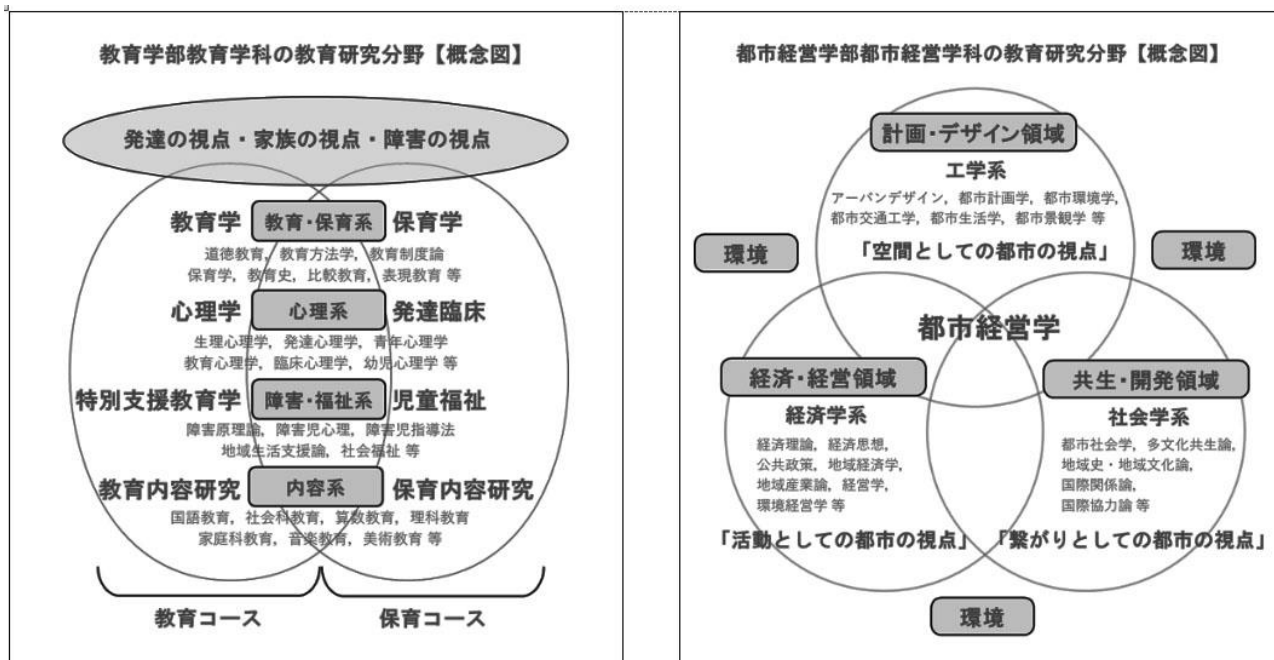 教育学部教育学科の教育研究分野【概念図】
発達の視点・家族の視点・障害の視点
教育学 教育・保育系 保育学
道徳教育, 教育方法学, 教育制度論
保育学, 教育史, 比較教育, 表現教育 等
心理学 心理系 発達臨床
生理心理学, 発達心理学, 青年心理学
教育心理学, 臨床心理学, 幼児心理学 等
特別支援教育学 障害・福祉系 児童福祉
障害原理論, 障害児心理, 障害児指導法
地域生活支援論, 社会福祉 等
教育内容研究 内容系 保育内容研究
国語教育, 社会科教育, 算数教育, 理科教育
家庭科教育, 音楽教育, 美術教育 等
教育コース 保育コース
都市経営学部都市経営学科の教育研究分野【概念図】
計画・デザイン領域
工学系
アーバンデザイン, 都市計画学, 都市環境学,
都市交通工学, 都市生活学, 都市景観学 等
環境 「空間としての都市の視点」 環境
都市経営学
経済・経営領域
経済学系
経済理論, 経済思想,
公共政策, 地域経済学,
地域産業論, 経営学,
環境経営学 等
「活動としての都市の視点」
共生・開発領域
社会学系
都市社会学, 多文化共生論,
地域史・地域文化論,
国際関係論,
国際協力論 等
「繋がりとしての都市の視点」
環境